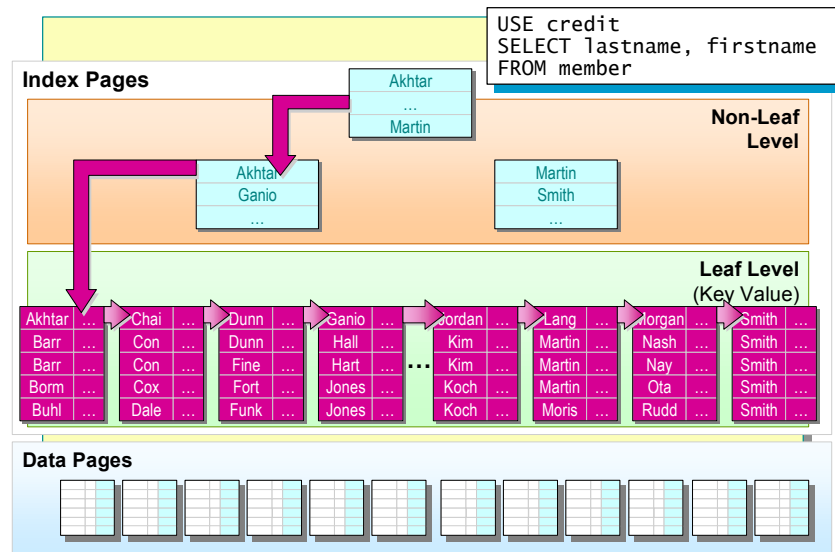 USE credit
SELECT lastname, firstname
FROM member
Index Pages
Akhtar
…
Martin
Non-Leaf
Level
Akhtar
Ganio
…
Martin
Smith
…
Leaf Level
(Key Value)
Akhtar …
Barr …
Barr …
Borm …
Buhl …
Chai …
Con …
Con …
Cox …
Dale …
Dunn …
Dunn …
Fine …
Fort …
Funk …
Ganio …
Hall …
Hart …
Jones …
Jones …
...
Jordan …
Kim …
Kim …
Koch …
Koch …
Lang …
Martin …
Martin …
Martin …
Moris …
Morgan …
Nash …
Nay …
Ota …
Rudd …
Smith …
Smith …
Smith …
Smith …
Smith …
Data Pages